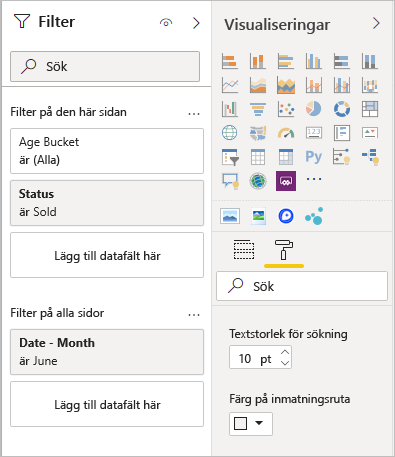 Filter
Sök
Filter på den här sidan
...
Age Bucket
är (Alla)
Status
är Sold
Lägg till datafält här
Filter på alla sidor
...
Date - Month
är June
Lägg till datafält här
Visualiseringar
123
R
Py
...
Sök
Textstorlek för sökning
10 pt
Färg på inmatningsruta